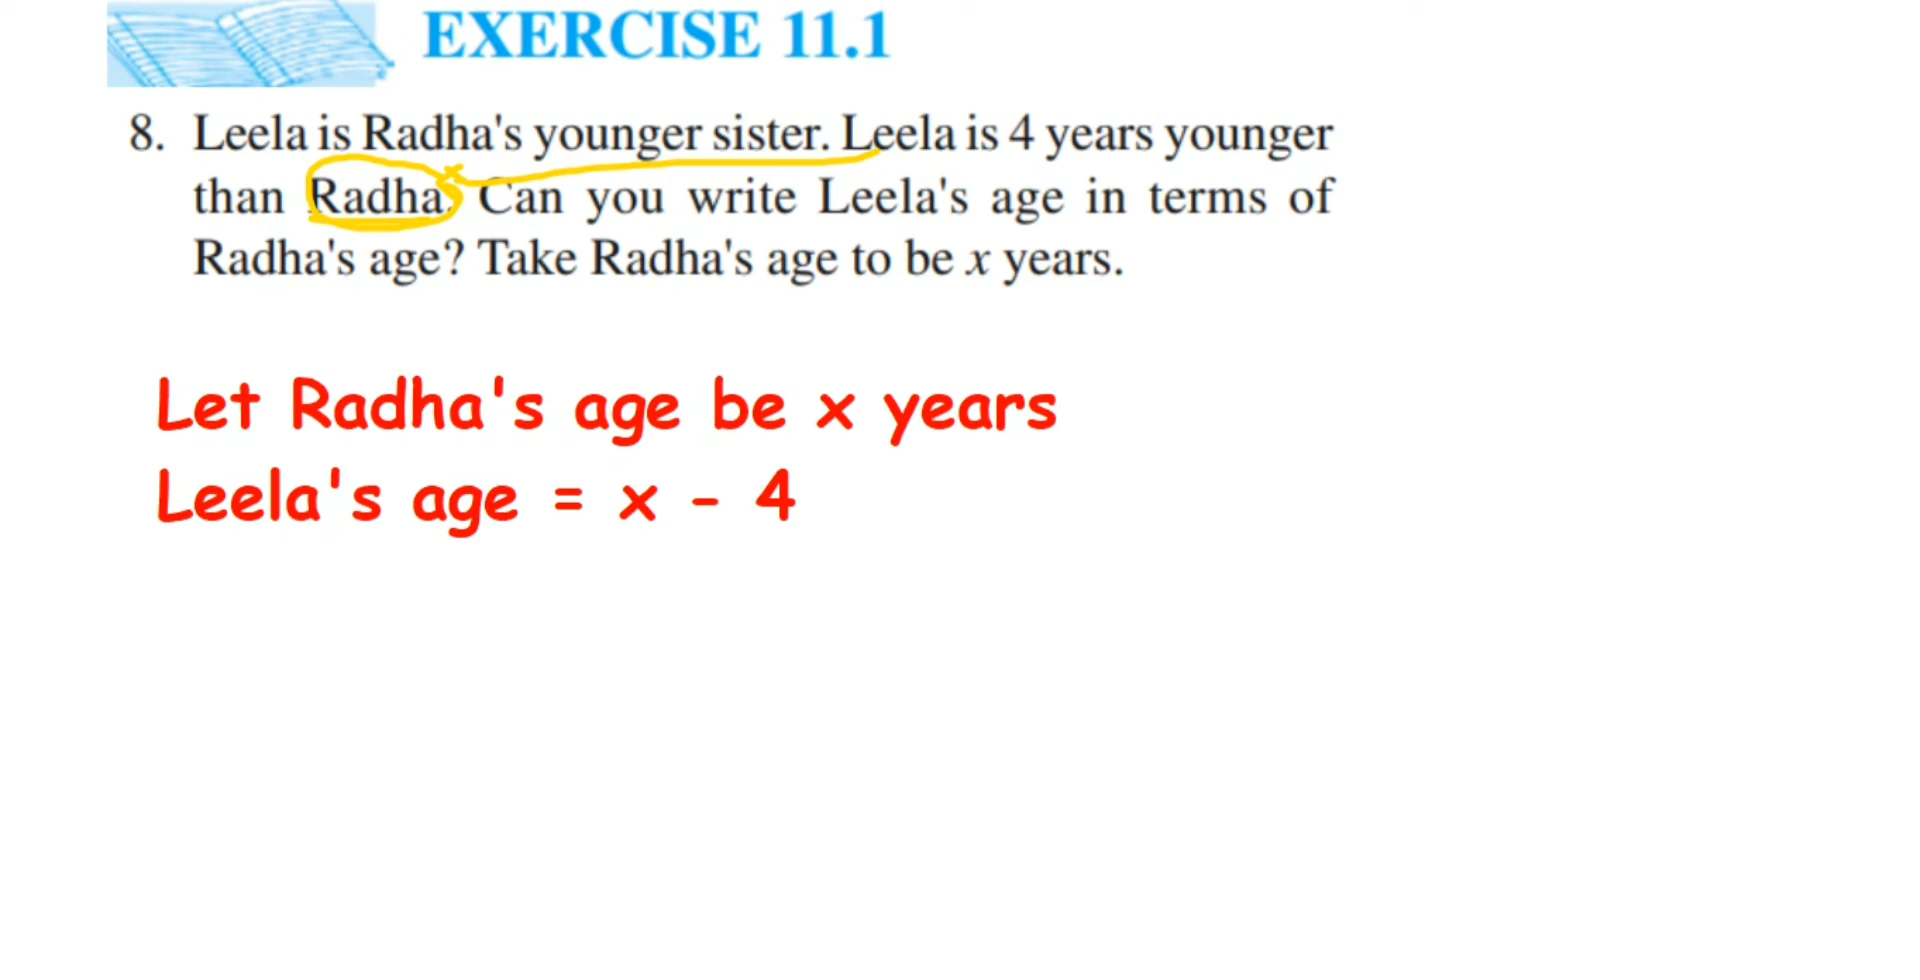 EXERCISE 11.1
8. Leela is Radha's younger sister. Leela is 4 years younger
than Radha. Can you write Leela's age in terms of
Radha's age? Take Radha's age to be x years.
Let Radha's age be x years
Leela's age = x - 4